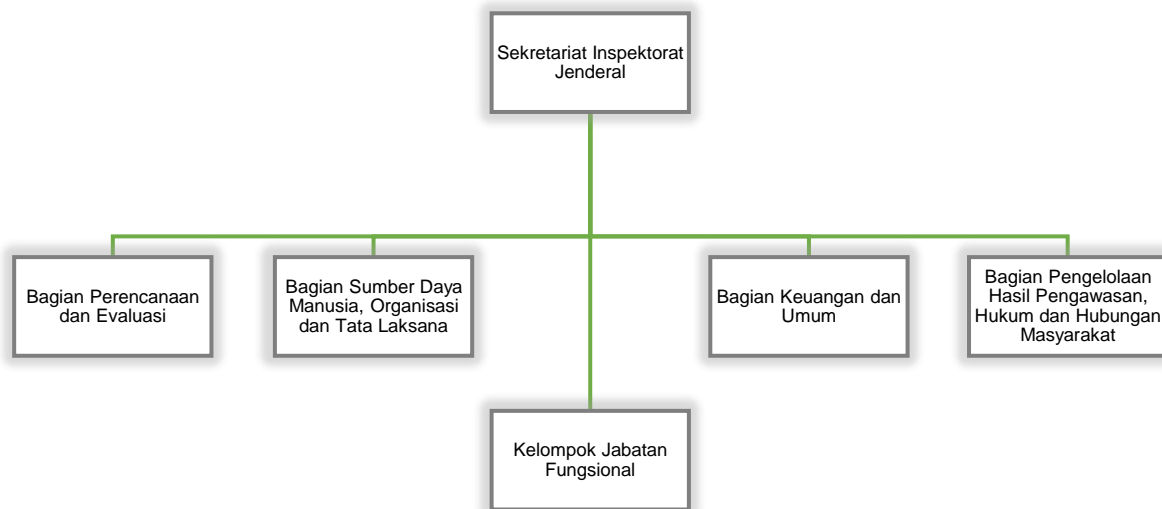 Sekretariat Inspektorat
Jenderal
Bagian Perencanaan
dan Evaluasi
Bagian Sumber Daya
Manusia, Organisasi
dan Tata Laksana
Bagian Keuangan dan
Umum
Bagian Pengelolaan
Hasil Pengawasan,
Hukum dan Hubungan
Masyarakat
Kelompok Jabatan
Fungsional